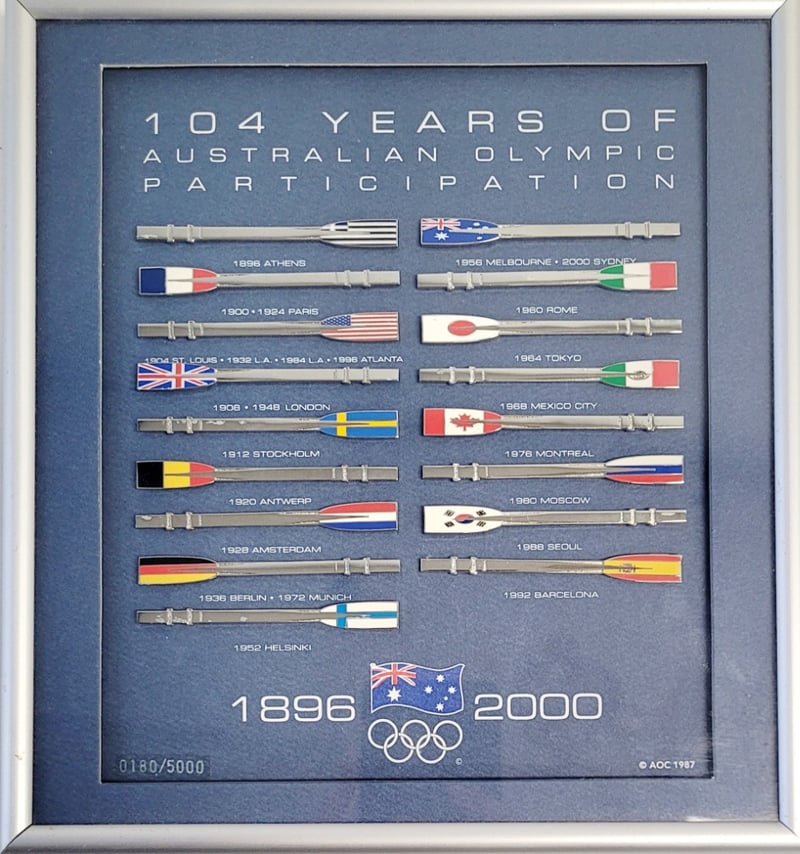 104 YEARS OF
AUSTRALIAN OLYMPIC
PARTICIPATION
1896 ATHENS
1956 MELBOURNE • 2000 SYDNEY
1900 • 1924 PARIS
1960 ROME
1904 ST. LOUIS • 1932 L.A. • 1984 L.A • 1996 ATLANTA
1964 TOKYO
1908 • 1948 LONDON
1968 MEXICO CITY
1912 STOCKHOLM
1976 MONTREAL
1920 ANTWERP
1980 MOSCOW
1928 AMSTERDAM
1988 SEOUL
1936 BERLIN • 1972 MUNICH
1992 BARCELONA
1952 HELSINKI
1896 2000
©
0180/5000
© AOC 1987